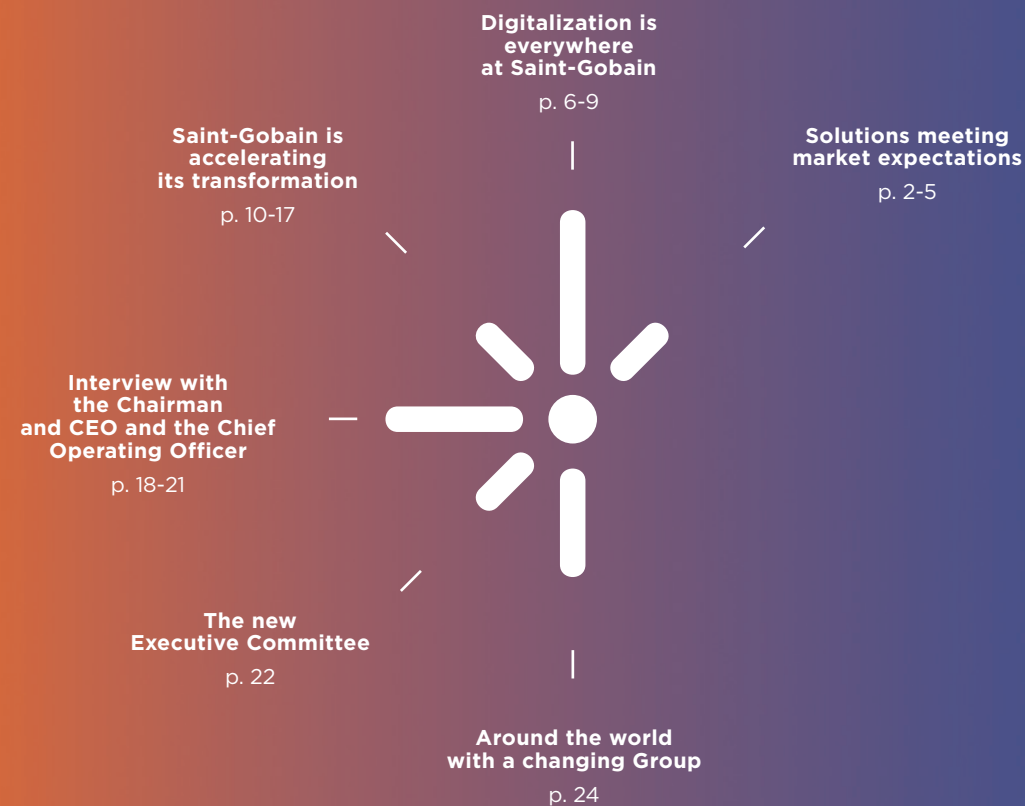 Digitalization is
everywhere
at Saint-Gobain
p. 6-9
Saint-Gobain is
accelerating
its transformation
p. 10-17
Solutions meeting
market expectations
p. 2-5
Interview with
the Chairman
and CEO and the Chief
Operating Officer
p. 18-21
The new
Executive Committee
p. 22
Around the world
with a changing Group
p. 24